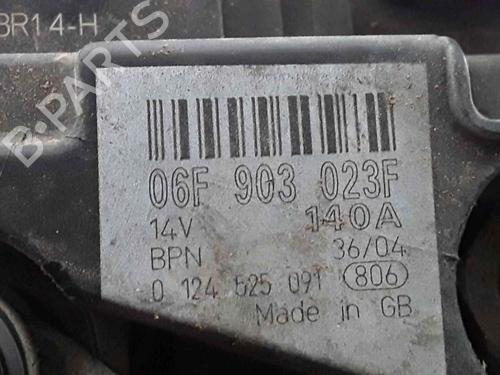 BR14-H
B-PARTS
06F 903 023F
14V 140A
BPN 36/04
0 124 525 091 806
Made in GB